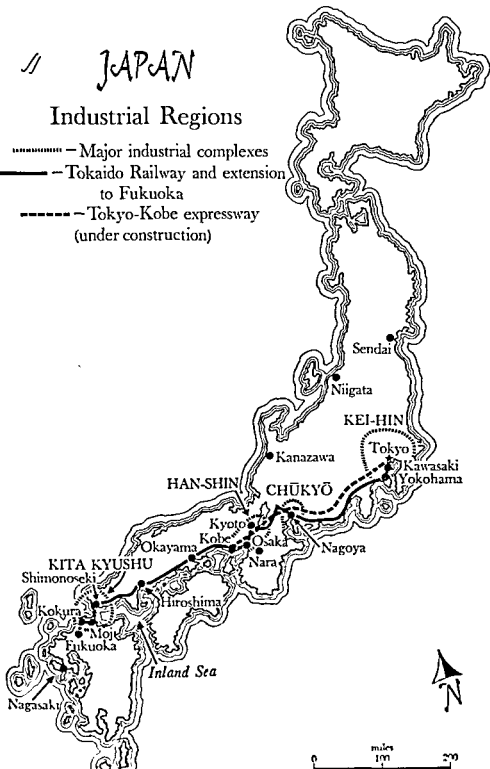 JAPAN
Industrial Regions
— Major industrial complexes
— Tokaido Railway and extension
to Fukuoka
— Tokyo-Kobe expressway
(under construction)
Sendai
Niigata
KEI-HIN
Tokyo
Kanazawa
Kawasaki
Yokohama
HAN-SHIN
CHŪKYŌ
Kyoto
Kobe
Osaka
Nagoya
Okayama
Nara
KITA KYUSHU
Shimonoseki
Hiroshima
Kokura
Moji
Fukuoka
Inland Sea
Nagasaki
N
miles
0 100 200